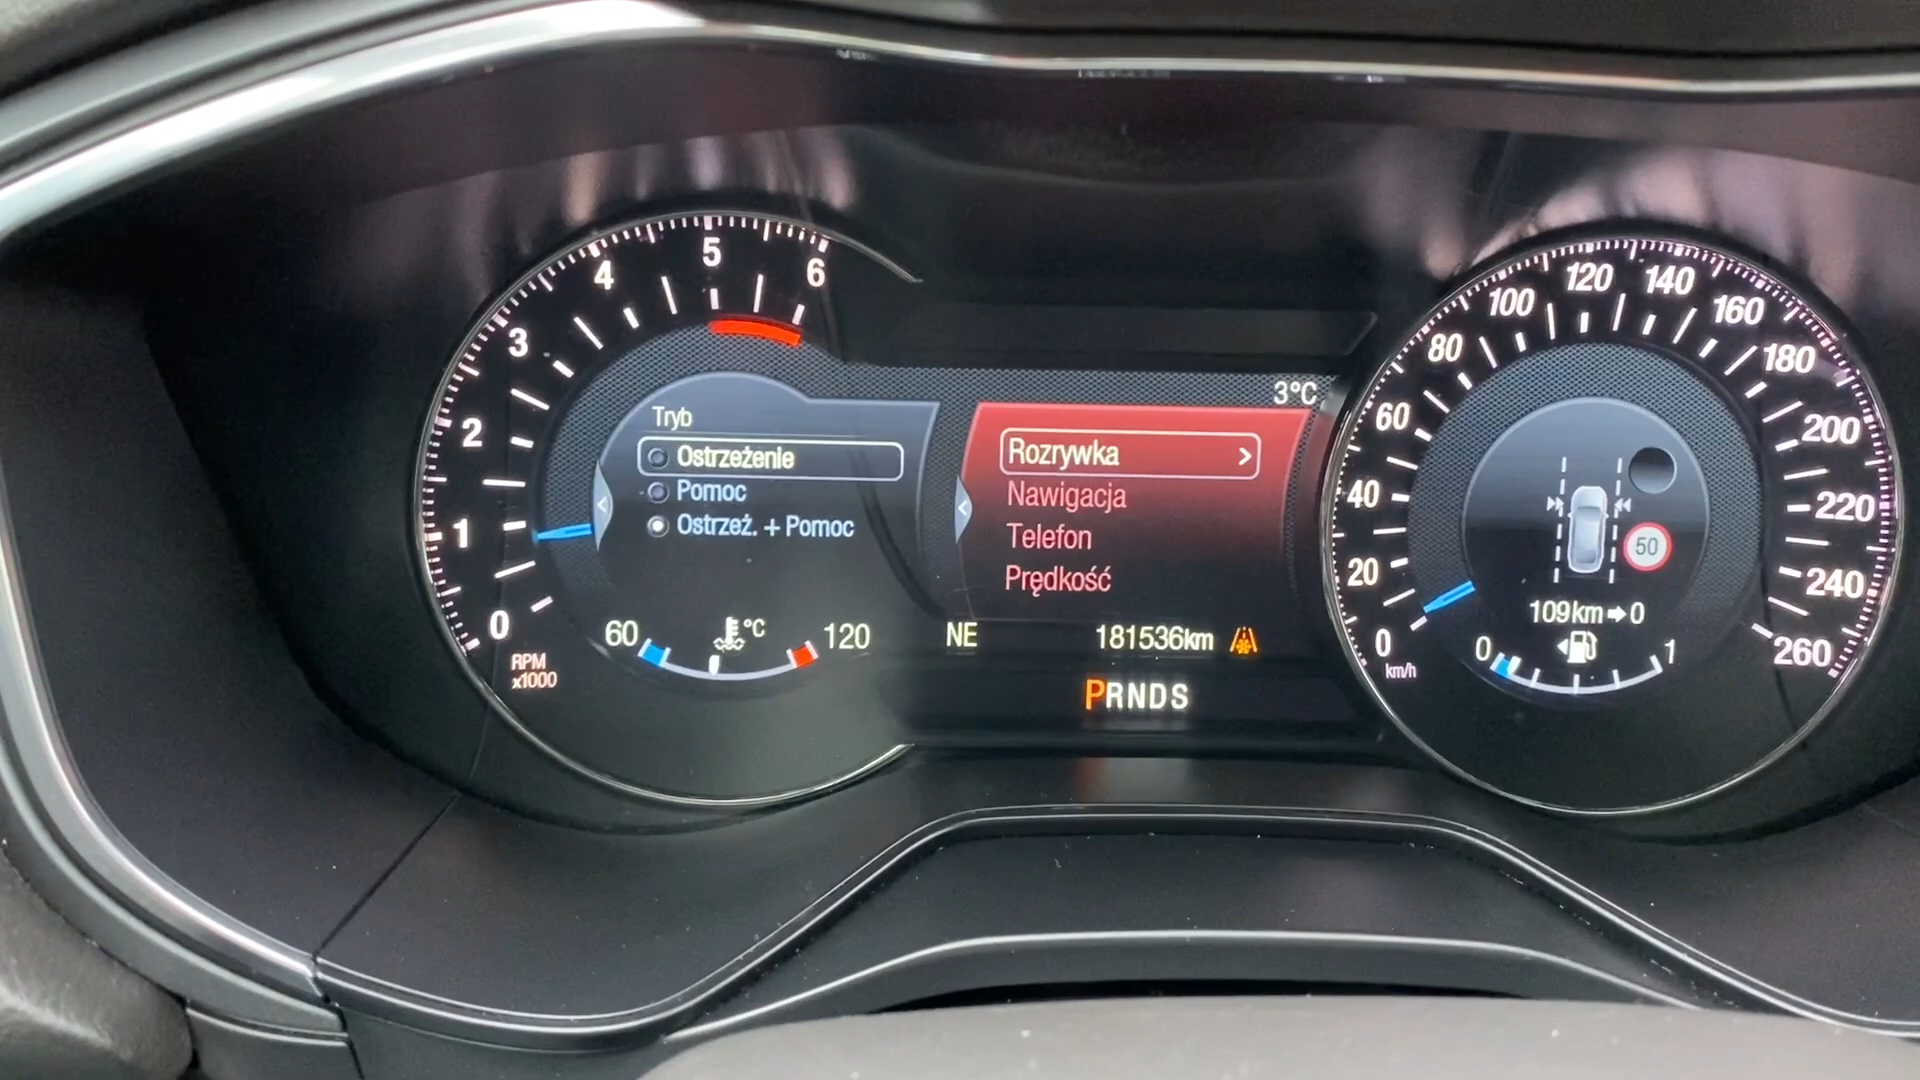 0
1
2
3
4
5
6
RPM
x1000
Tryb
Ostrzeżenie
Pomoc
Ostrzeż. + Pomoc
60
°C
120
3°C
Rozrywka >
Nawigacja
Telefon
Prędkość
NE
181536km
PRNDS
0
20
40
60
80
100
120
140
160
180
200
220
240
260
km/h
50
109km➡0
0
1